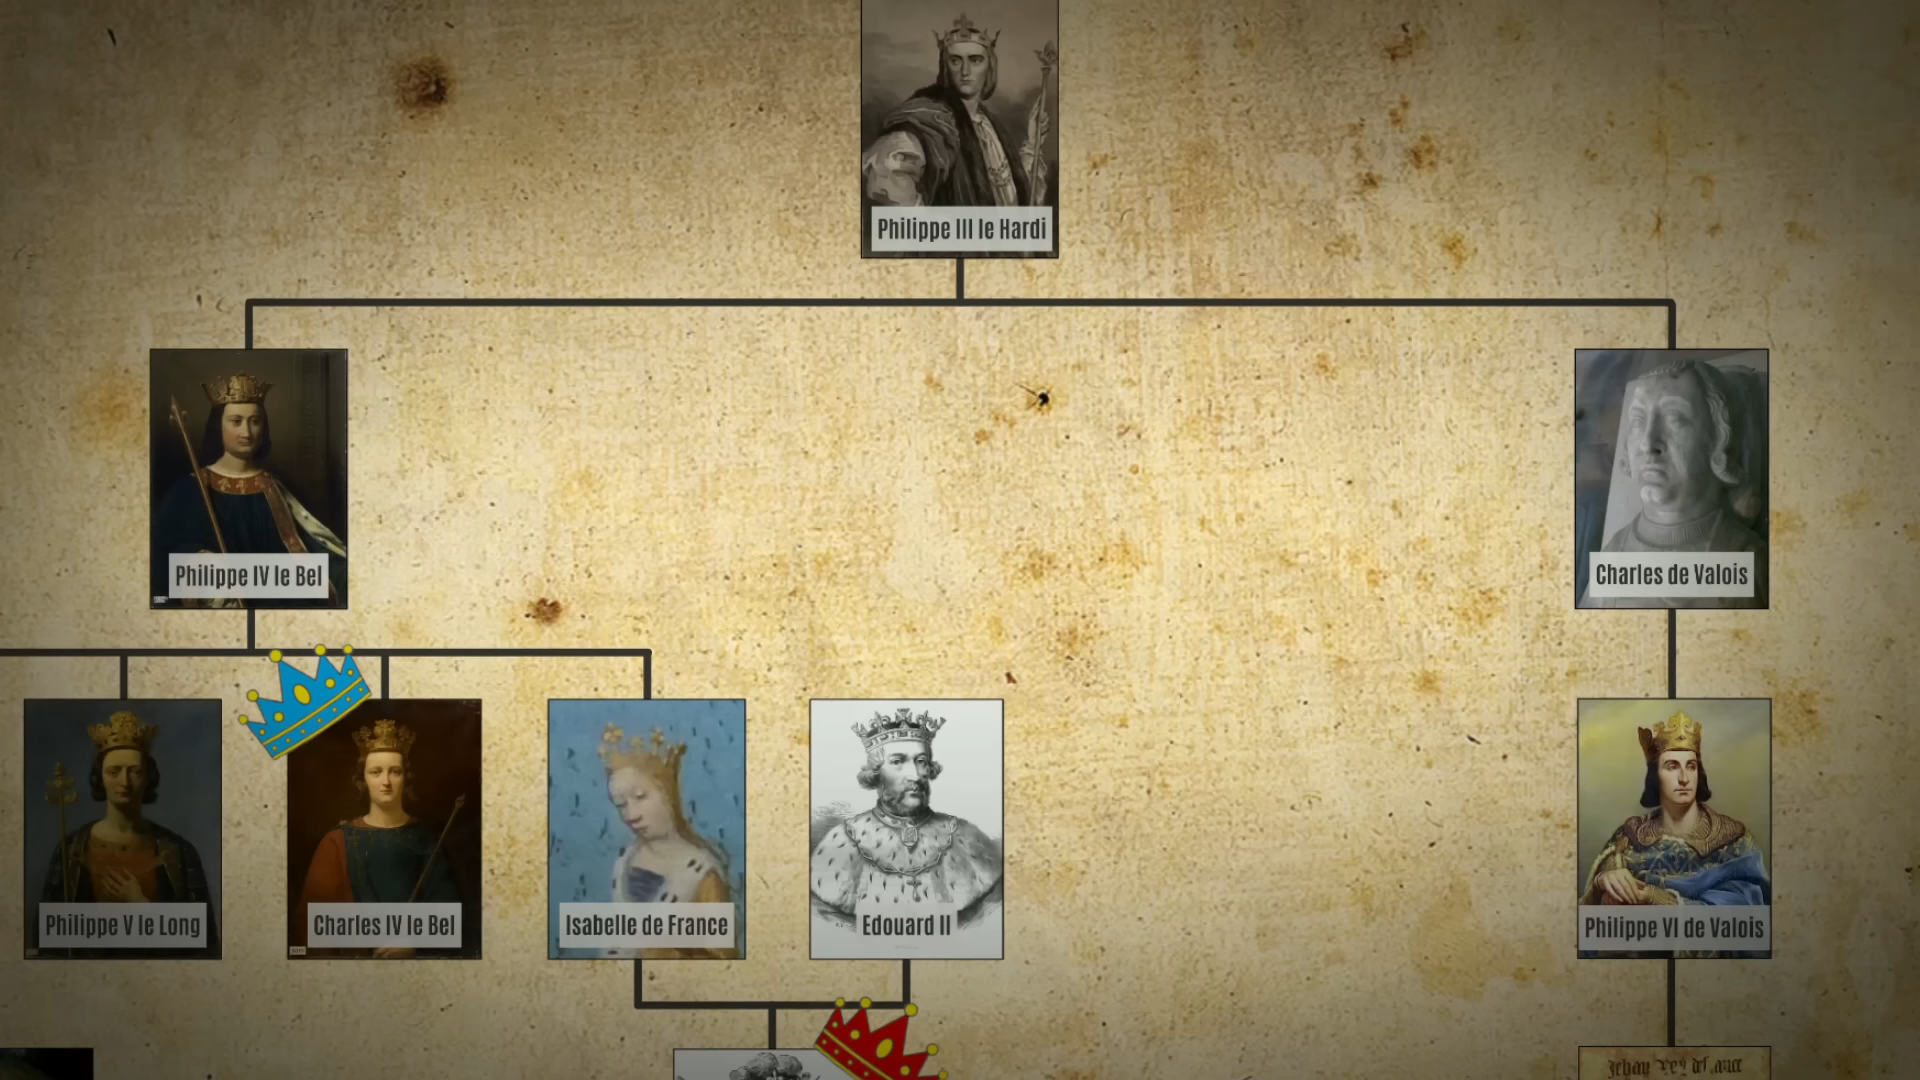 Philippe III le Hardi
Philippe IV le Bel
Charles de Valois
Philippe V le Long
Charles IV le Bel
Isabelle de France
Edouard II
Philippe VI de Valois
Jehan